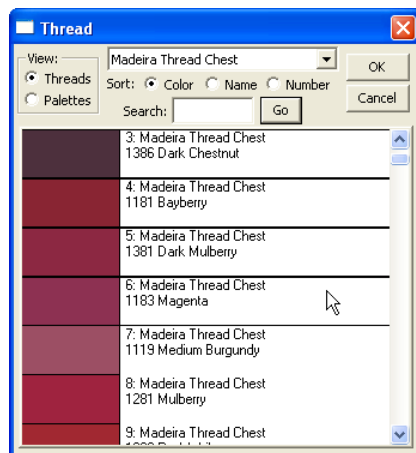 Thread
View:
Threads
Palettes
Madeira Thread Chest
Sort: Color Name Number
Search: Go
OK
Cancel
3: Madeira Thread Chest
1386 Dark Chestnut
4: Madeira Thread Chest
1181 Bayberry
5: Madeira Thread Chest
1381 Dark Mulberry
6: Madeira Thread Chest
1183 Magenta
7: Madeira Thread Chest
1119 Medium Burgundy
8: Madeira Thread Chest
1281 Mulberry
9: Madeira Thread Chest